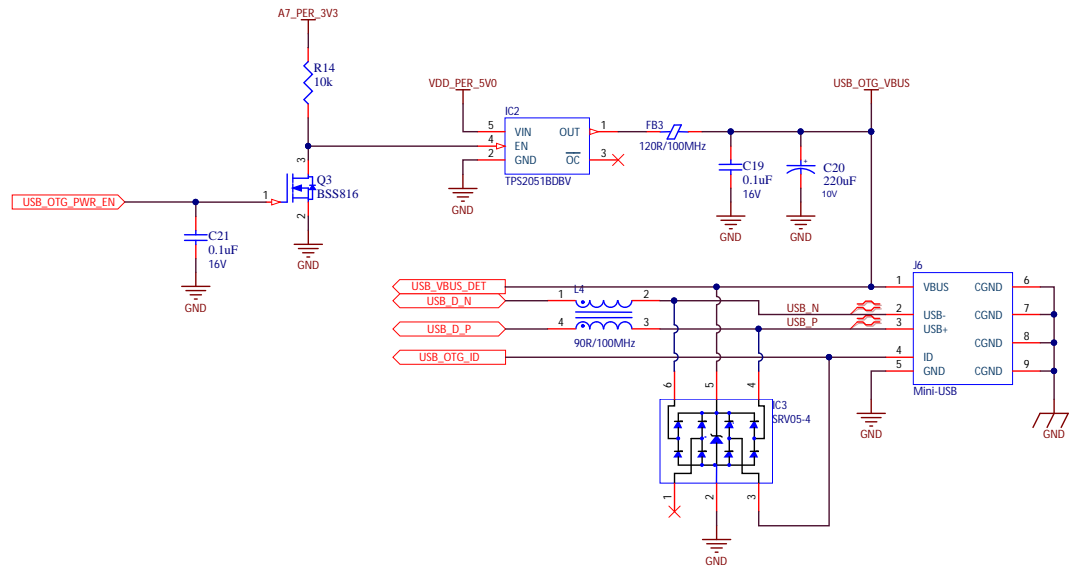 A7_PER_3V3
R14
10k
VDD_PER_5V0
USB_OTG_VBUS
IC2
5
VIN
OUT
1
4
EN
2
GND
OC
3
TPS2051BDBV
FB3
120R/100MHz
C19
0.1uF
16V
+
C20
220uF
10V
GND
GND
GND
3
Q3
BSS816
1
2
USB_OTG_PWR_EN
C21
0.1uF
16V
GND
GND
USB_VBUS_DET
USB_D_N
USB_D_P
USB_OTG_ID
L4
1
2
4
3
90R/100MHz
USB_N
USB_P
J6
1
VBUS
CGND
6
2
USB-
CGND
7
3
USB+
CGND
8
4
ID
5
GND
CGND
9
Mini-USB
GND
GND
6
5
4
IC3
SRV05-4
1
2
3
GND